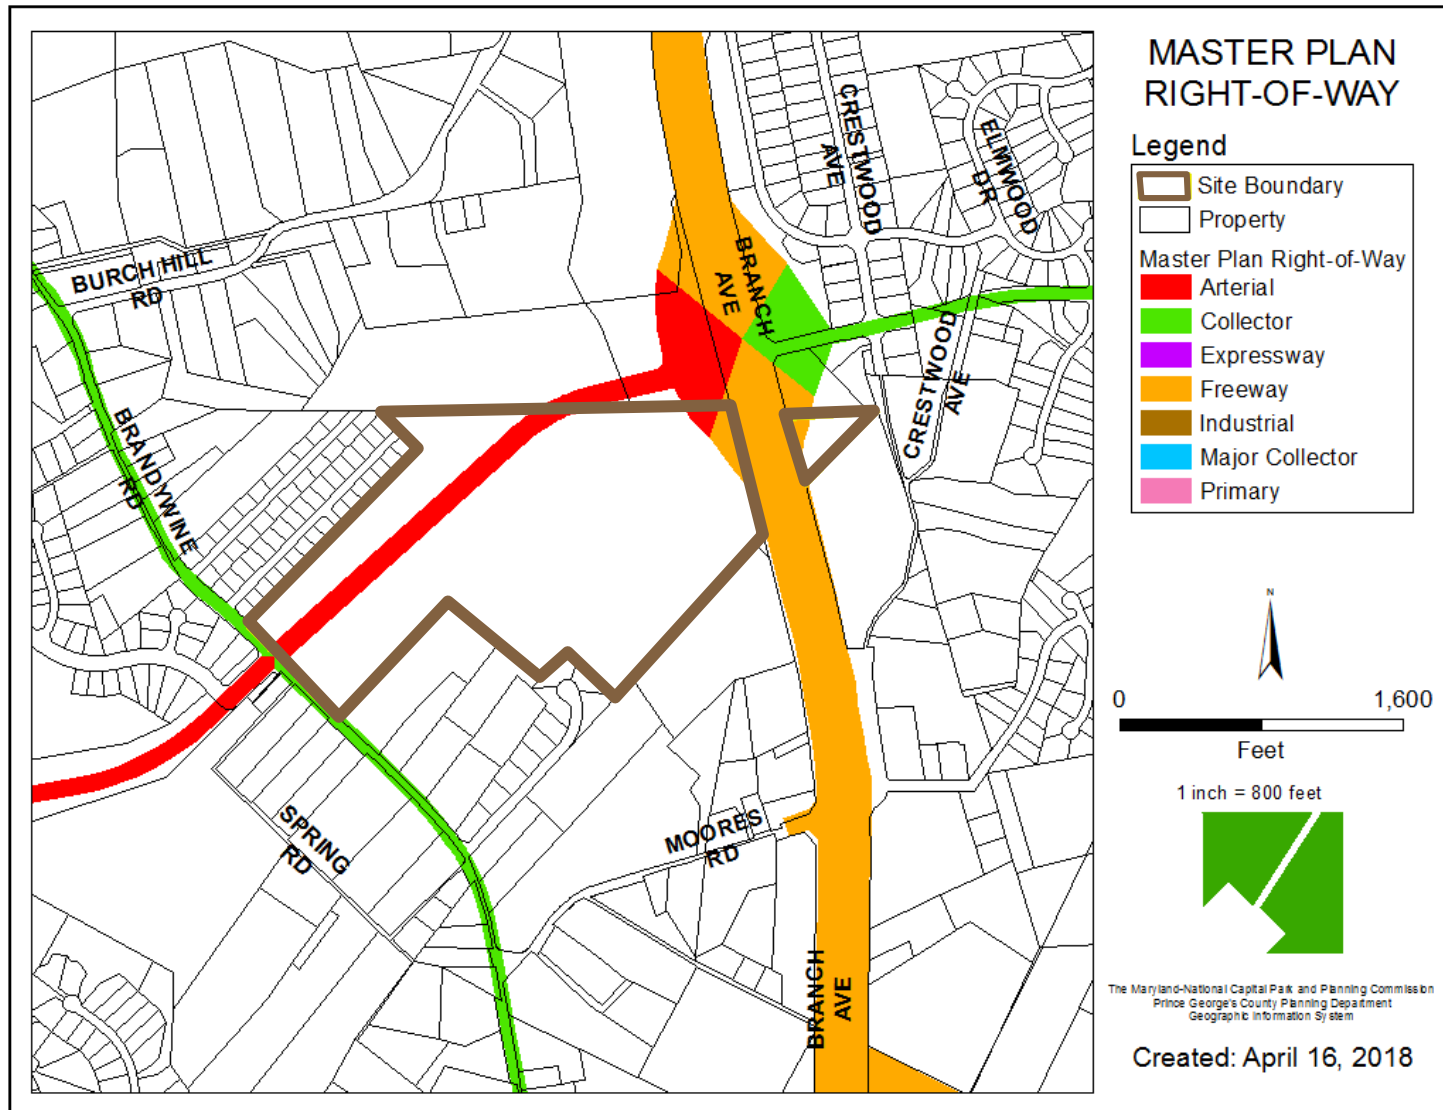 MASTER PLAN
RIGHT-OF-WAY
Legend
Site Boundary
Property
Master Plan Right-of-Way
Arterial
Collector
Expressway
Freeway
Industrial
Major Collector
Primary
N
0 1,600
Feet
1 inch = 800 feet
The Maryland-National Capital Park and Planning Commission
Prince George's County Planning Department
Geographic Information System
Created: April 16, 2018
CRESTWOOD
AVE
ELMWOOD
DR
BRANCH
AVE
BURCH HILL
RD
CRESTWOOD
AVE
BRANDYWINE
RD
SPRING
RD
MOORES
RD
BRANCH
AVE